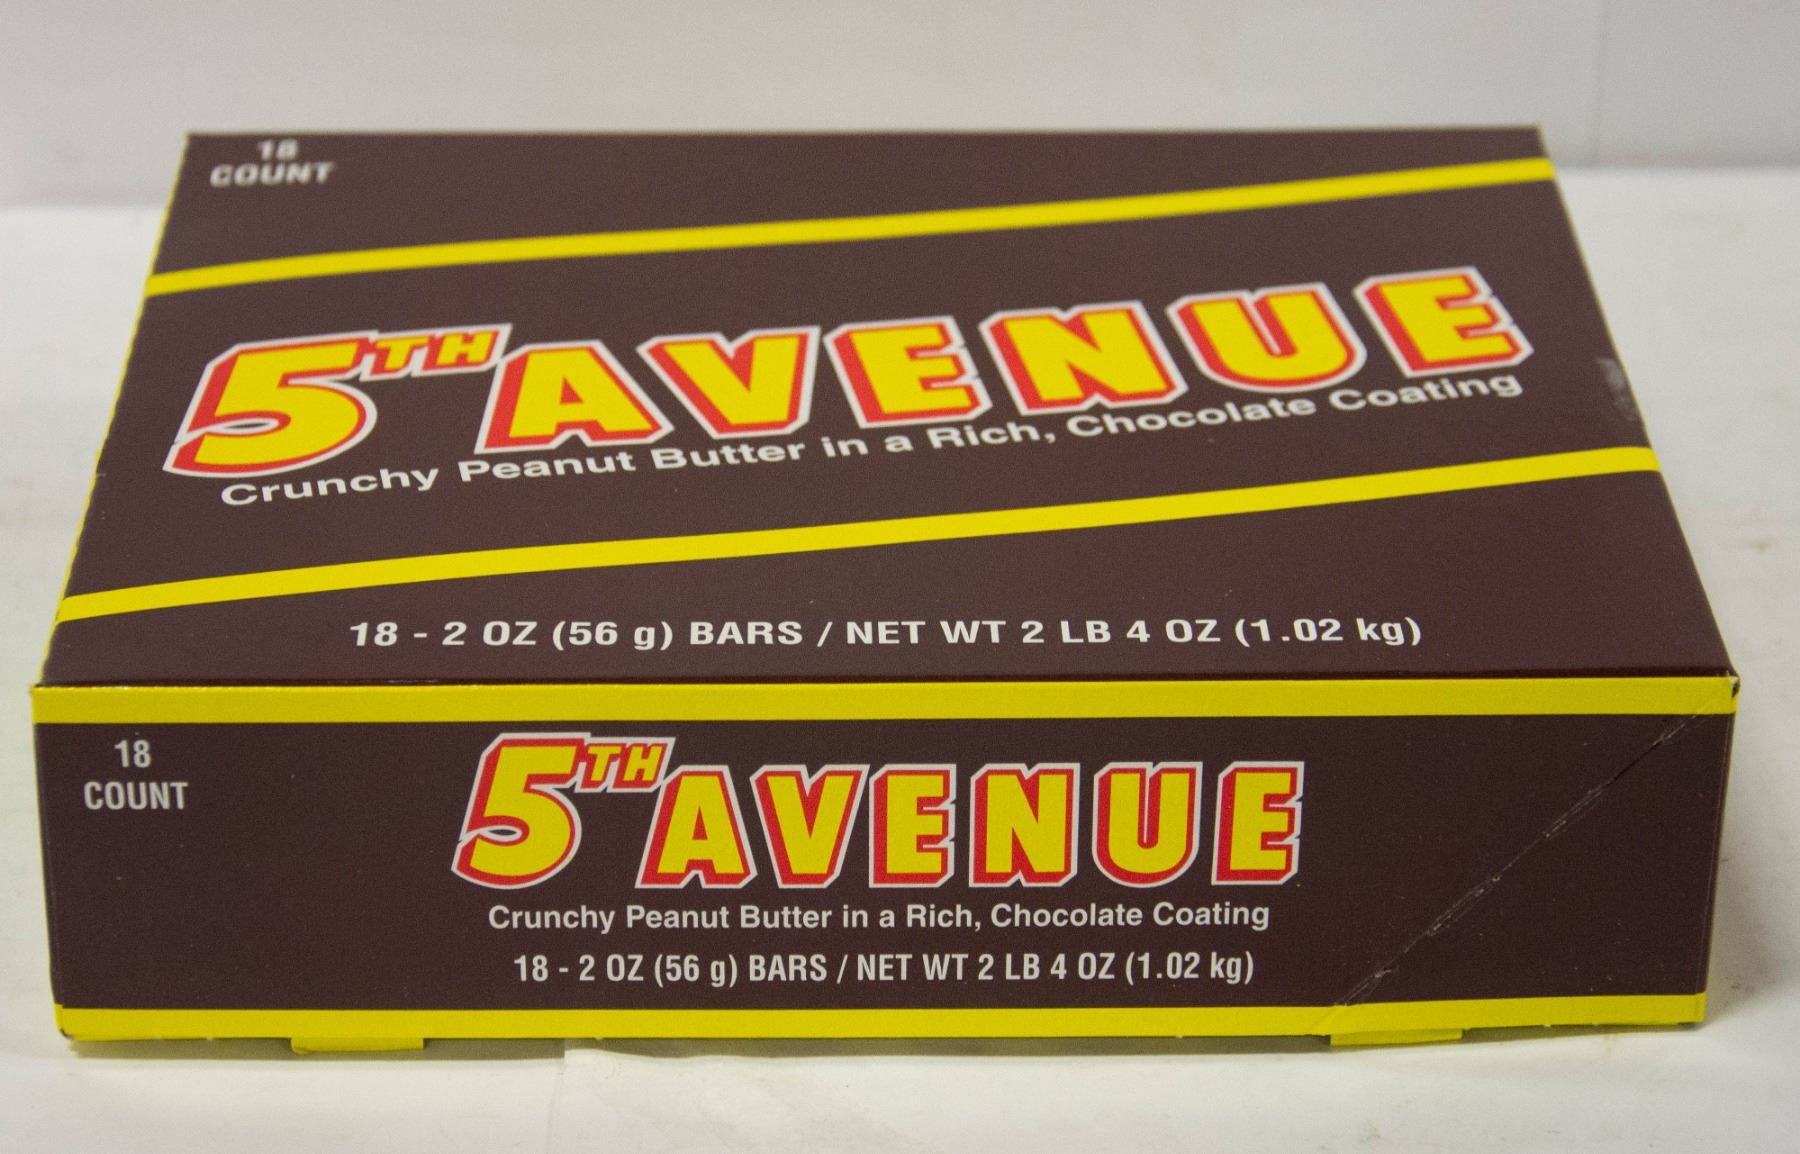 18
COUNT
5TH AVENUE
Crunchy Peanut Butter in a Rich, Chocolate Coating
18 - 2 OZ (56 g) BARS / NET WT 2 LB 4 OZ (1.02 kg)
18
COUNT
5TH AVENUE
Crunchy Peanut Butter in a Rich, Chocolate Coating
18 - 2 OZ (56 g) BARS / NET WT 2 LB 4 OZ (1.02 kg)